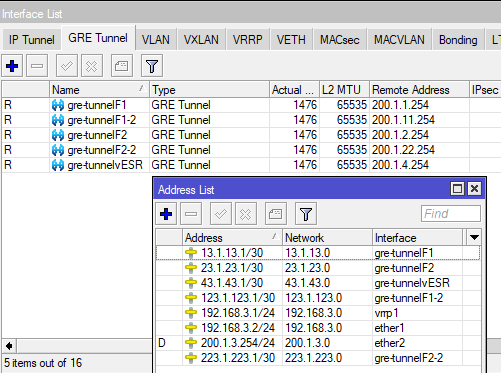 Interface List
IP Tunnel GRE Tunnel VLAN VXLAN VRRP VETH MACsec MACVLAN Bonding LT
Name Type Actual ... L2 MTU Remote Address IPsec
R gre-tunnelF1 GRE Tunnel 1476 65535 200.1.1.254
R gre-tunnelF1-2 GRE Tunnel 1476 65535 200.1.11.254
R gre-tunnelF2 GRE Tunnel 1476 65535 200.1.2.254
R gre-tunnelF2-2 GRE Tunnel 1476 65535 200.1.22.254
R gre-tunnelvESR GRE Tunnel 1476 65535 200.1.4.254
Address List
Find
Address Network Interface
13.1.13.1/30 13.1.13.0 gre-tunnelF1
23.1.23.1/30 23.1.23.0 gre-tunnelF2
43.1.43.1/30 43.1.43.0 gre-tunnelvESR
123.1.123.1/30 123.1.123.0 gre-tunnelF1-2
192.168.3.1/24 192.168.3.0 vrrp1
192.168.3.2/24 192.168.3.0 ether1
D 200.1.3.254/24 200.1.3.0 ether2
223.1.223.1/30 223.1.223.0 gre-tunnelF2-2
5 items out of 16